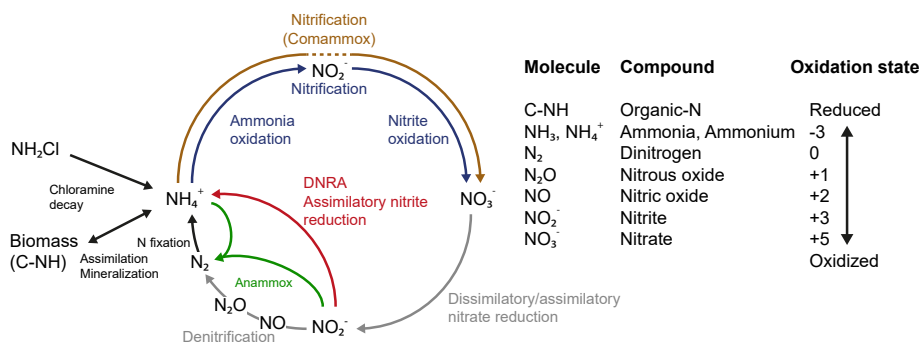 Nitrification
(Comammox)
NO₂⁻
Nitrification
Ammonia
oxidation
Nitrite
oxidation
NH₂Cl
Chloramine
decay
NH₄⁺
DNRA
Assimilatory nitrite
reduction
NO₃⁻
Biomass
(C-NH)
Assimilation
Mineralization
N fixation
N₂
Anammox
N₂O
NO
NO₂⁻
Denitrification
Dissimilatory/assimilatory
nitrate reduction
Molecule Compound Oxidation state
C-NH Organic-N Reduced
NH₃, NH₄⁺ Ammonia, Ammonium -3
N₂ Dinitrogen 0
N₂O Nitrous oxide +1
NO Nitric oxide +2
NO₂⁻ Nitrite +3
NO₃⁻ Nitrate +5
Oxidized